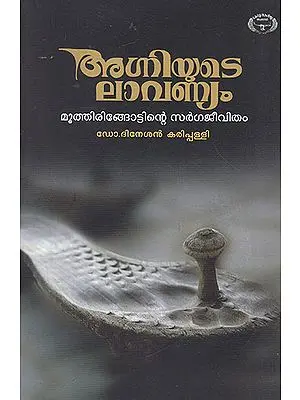 അഗ്നിയുടെ
ലാവണ്യം
മൂത്തിരിങ്ങോട്ടിന്റെ സർഗജീവിതം
ഡോ.ദിനേശൻ കരിപ്പള്ളി